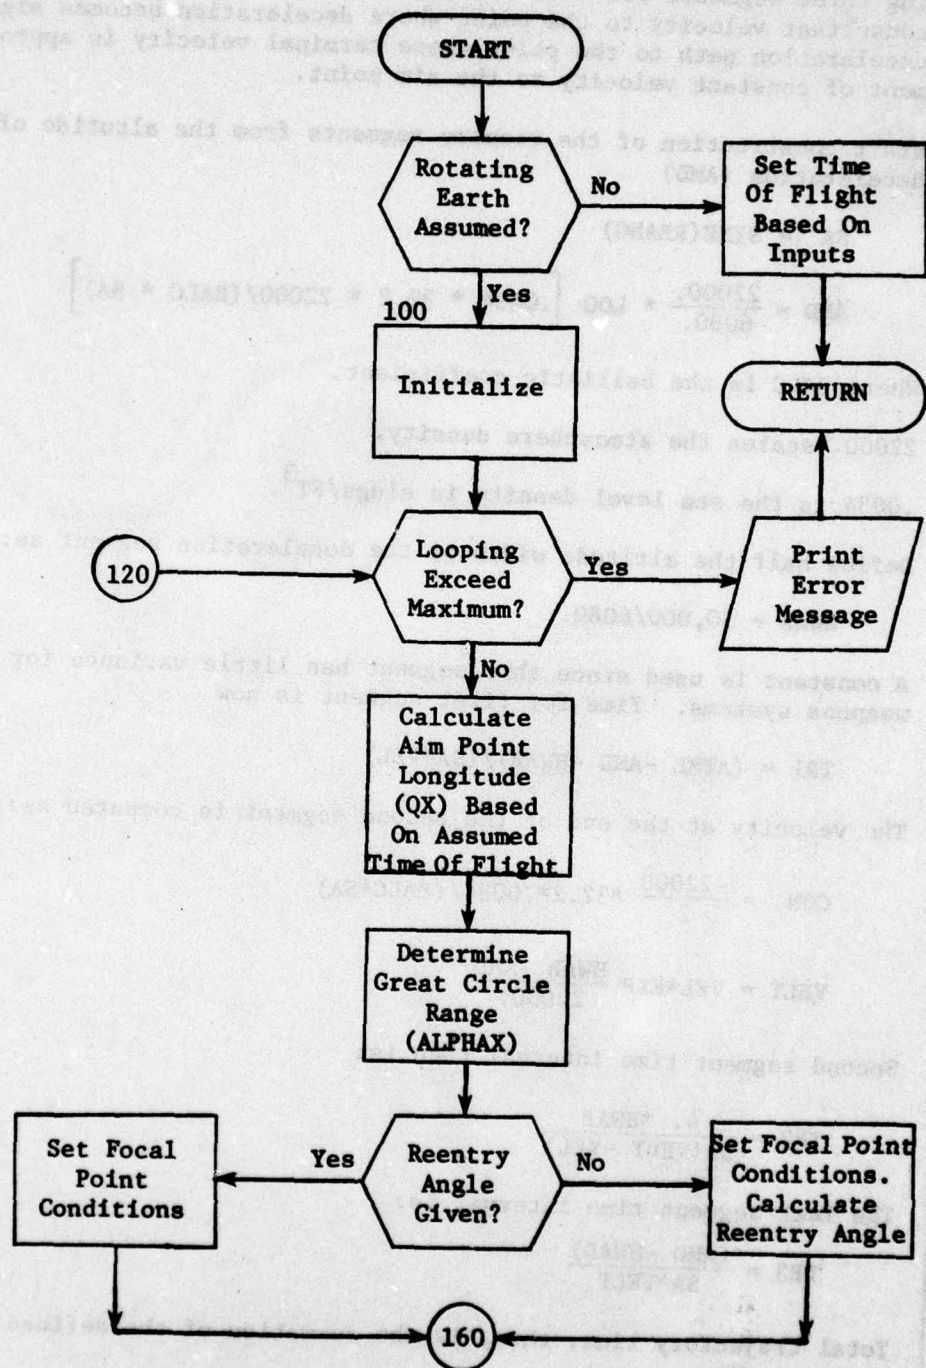 START
Rotating
Earth
Assumed?
No
Set Time
Of Flight
Based On
Inputs
Yes
100
Initialize
RETURN
120
Looping
Exceed
Maximum?
Yes
Print
Error
Message
No
Calculate
Aim Point
Longitude
(QX) Based
On Assumed
Time Of Flight
Determine
Great Circle
Range
(ALPHAX)
Set Focal
Point
Conditions
Yes
Reentry
Angle
Given?
No
Set Focal Point
Conditions.
Calculate
Reentry Angle
160